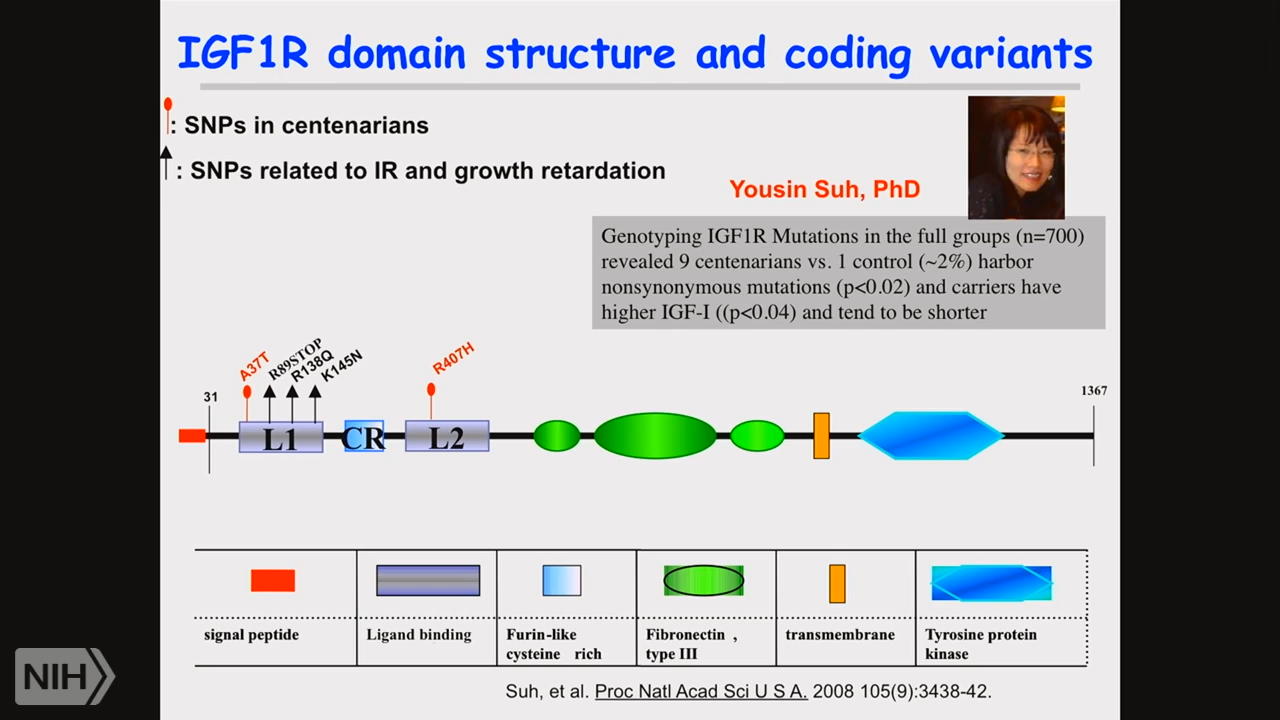 IGF1R domain structure and coding variants
: SNPs in centenarians
: SNPs related to IR and growth retardation
Yousin Suh, PhD
Genotyping IGF1R Mutations in the full groups (n=700)
revealed 9 centenarians vs. 1 control (~2%) harbor
nonsynonymous mutations (p<0.02) and carriers have
higher IGF-I ((p<0.04) and tend to be shorter
A37T
R89STOP
R138Q
K145N
R407H
31
1367
L1
CR
L2
signal peptide
Ligand binding
Furin-like
cysteine rich
Fibronectin ,
type III
transmembrane
Tyrosine protein
kinase
NIH
Suh, et al. Proc Natl Acad Sci U S A. 2008 105(9):3438-42.